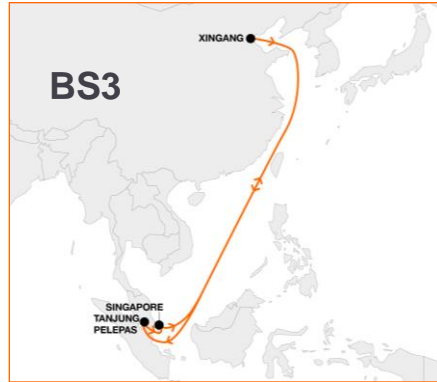 XINGANG
BS3
SINGAPORE
TANJUNG
PELEPAS